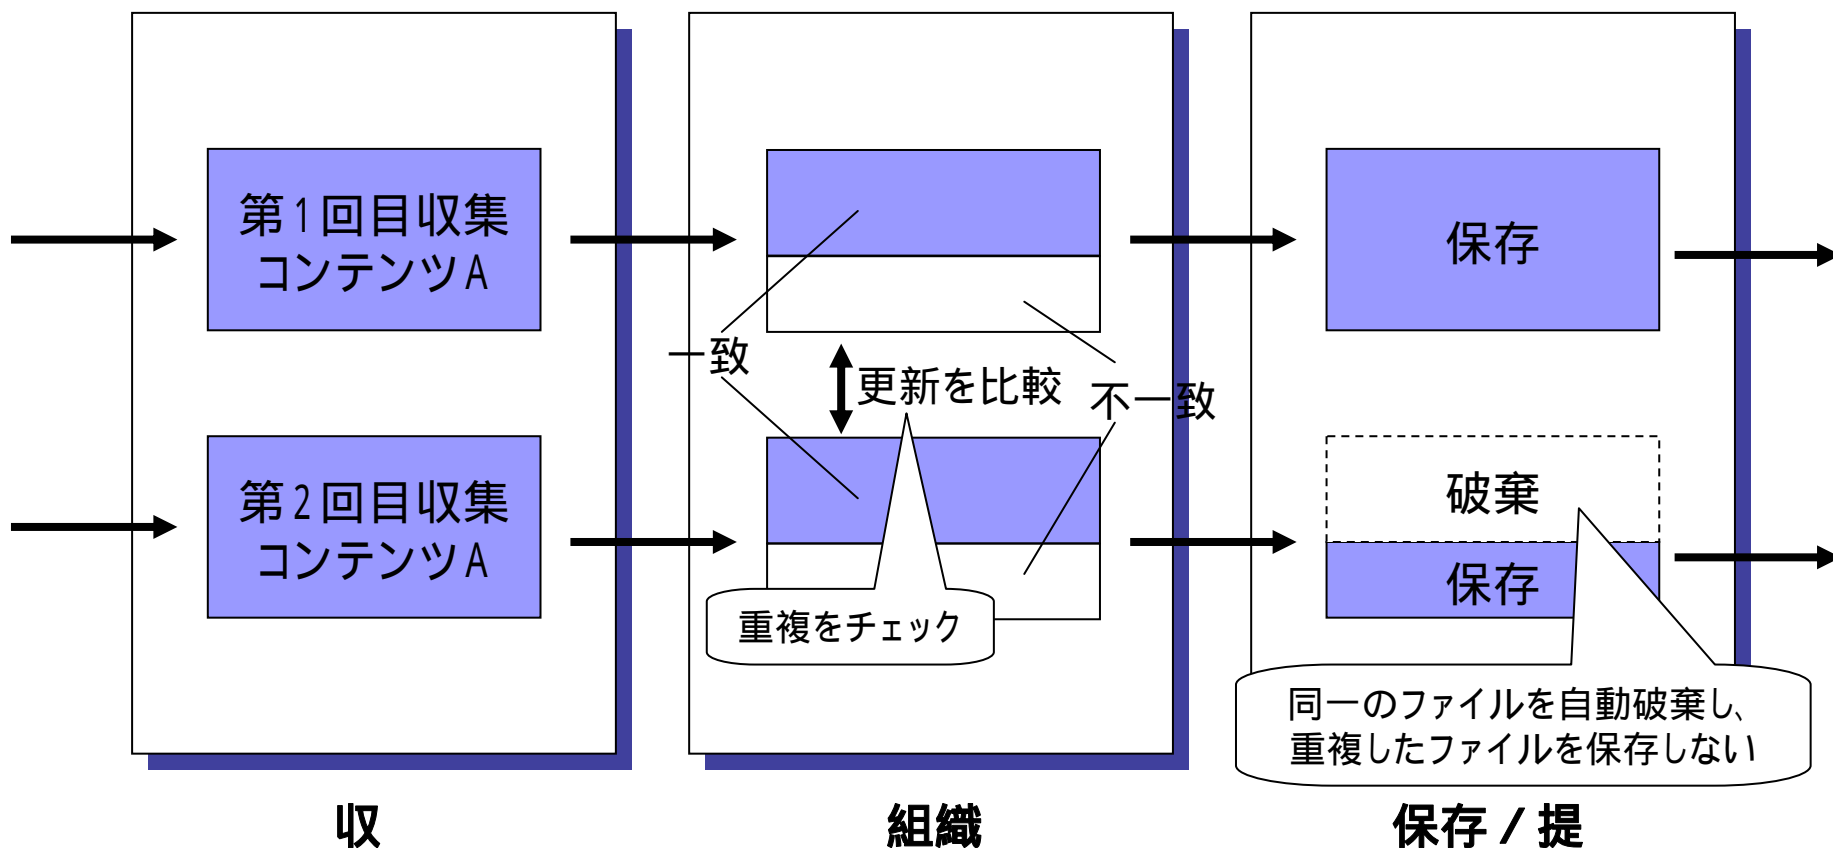 第1回目収集
コンテンツA
第2回目収集
コンテンツA
一致
更新を比較
不一致
重複をチェック
保存
破棄
保存
同一のファイルを自動破棄し、
重複したファイルを保存しない
収
組織
保存/提